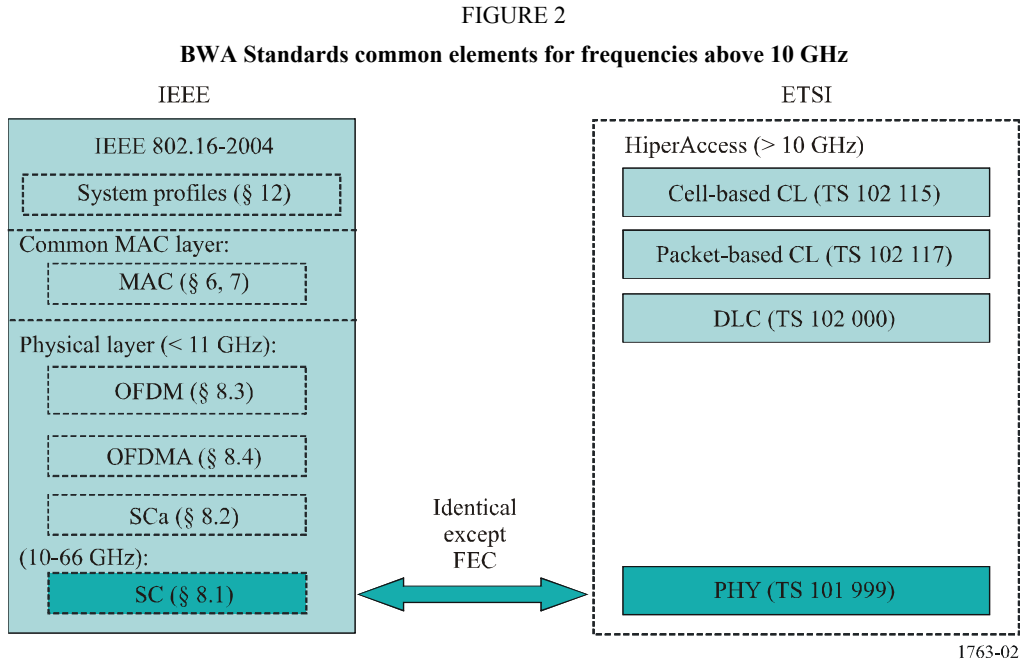 FIGURE 2
BWA Standards common elements for frequencies above 10 GHz
IEEE
IEEE 802.16-2004
System profiles (§ 12)
Common MAC layer:
MAC (§ 6, 7)
Physical layer (< 11 GHz):
OFDM (§ 8.3)
OFDMA (§ 8.4)
SCa (§ 8.2)
(10-66 GHz):
SC (§ 8.1)
Identical
except
FEC
ETSI
HiperAccess (> 10 GHz)
Cell-based CL (TS 102 115)
Packet-based CL (TS 102 117)
DLC (TS 102 000)
PHY (TS 101 999)
1763-02